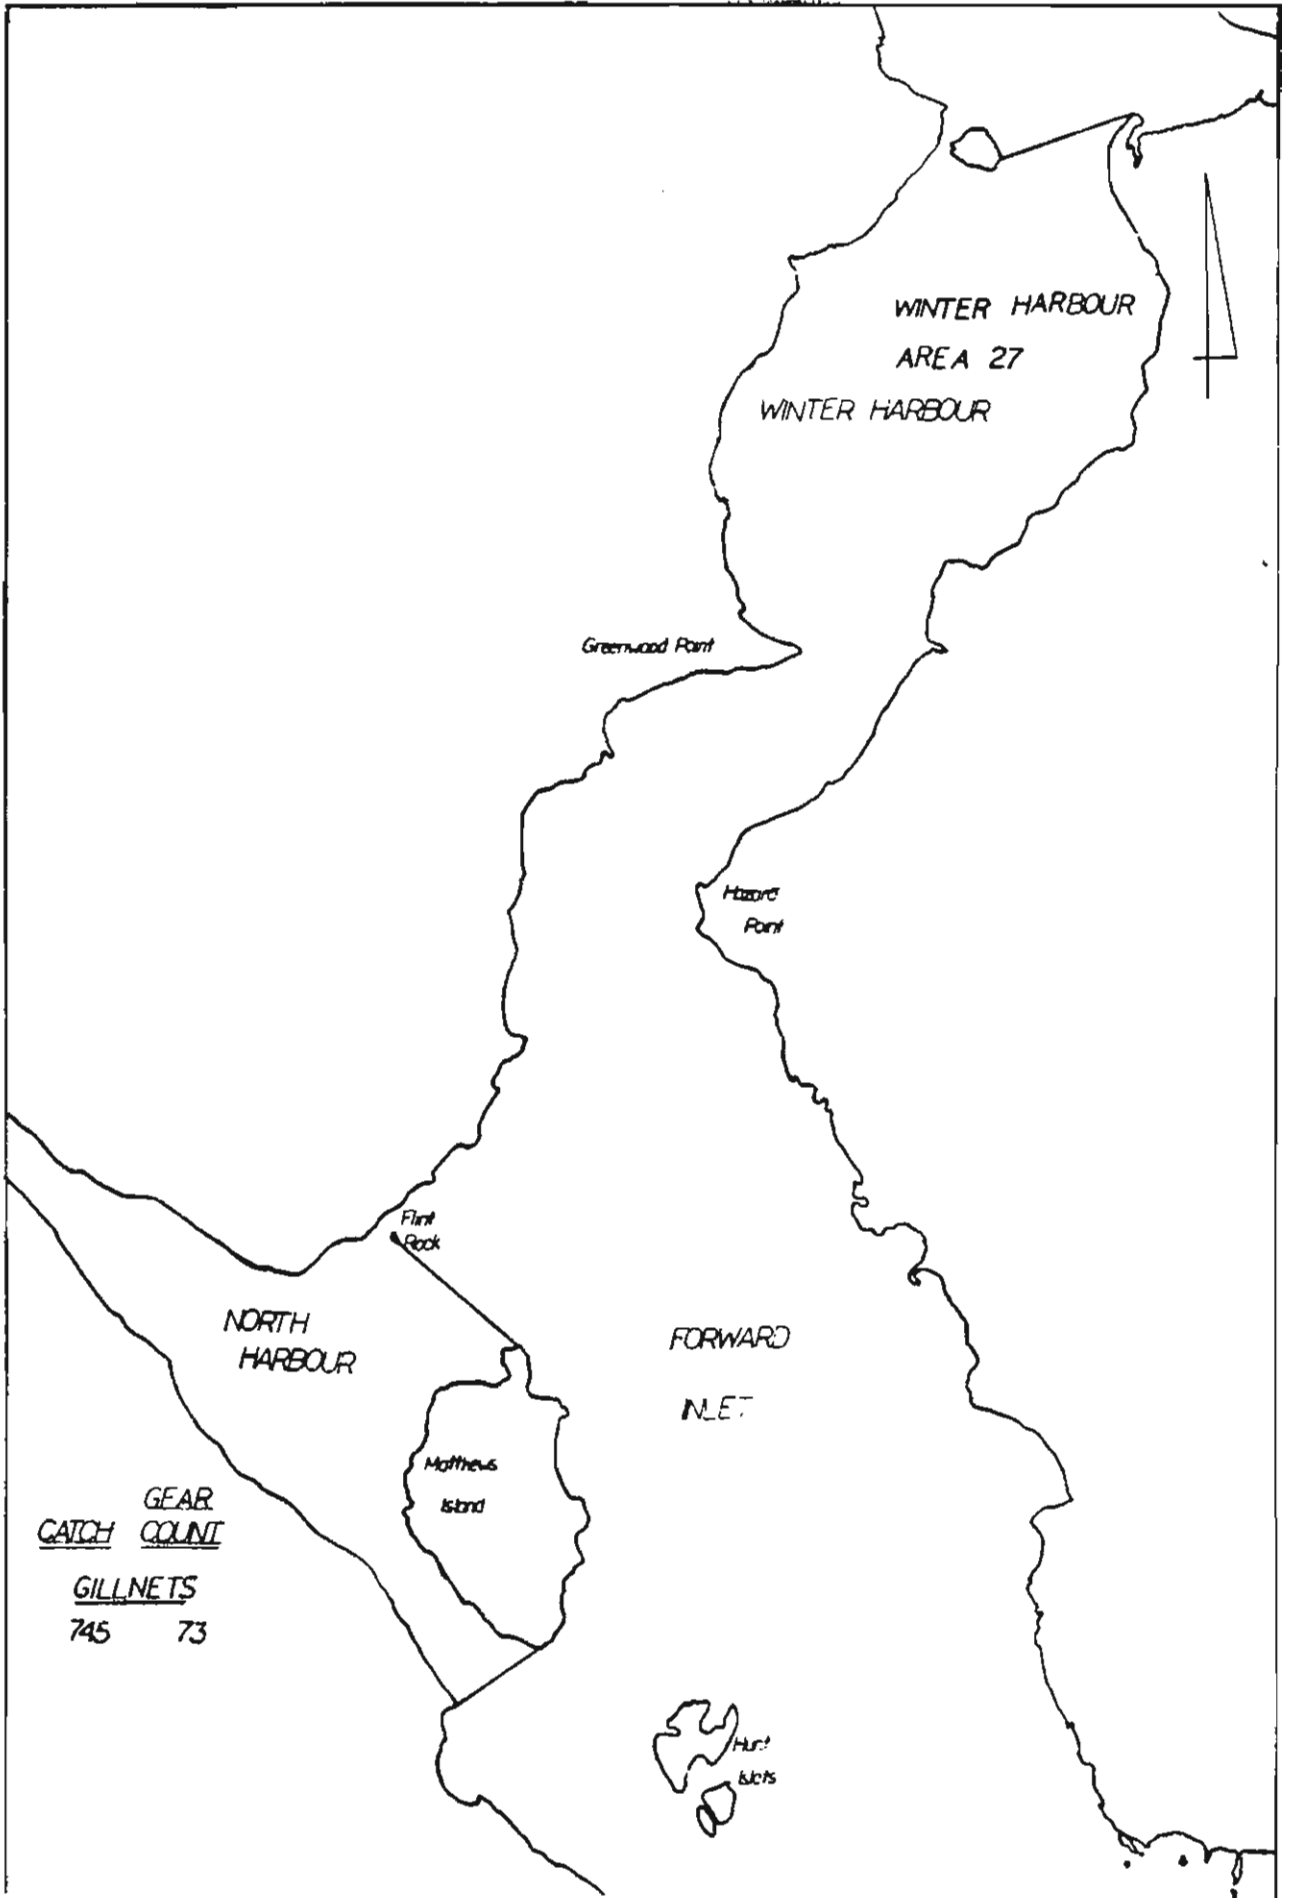 WINTER HARBOUR
AREA 27
WINTER HARBOUR
Greenwood Point
Hazard
Point
Flint
Rock
NORTH
HARBOUR
FORWARD
INLET
Matthews
Island
GEAR
CATCH COUNT
GILLNETS
745 73
Hunt
Islets